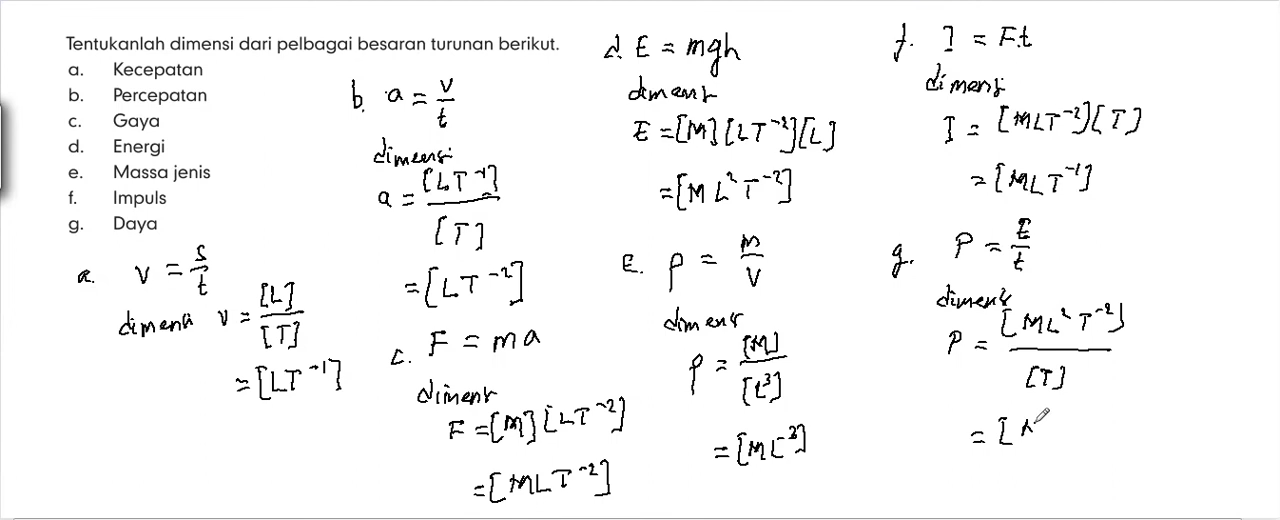 Tentukanlah dimensi dari pelbagai besaran turunan berikut.
a. Kecepatan
b. Percepatan
c. Gaya
d. Energi
e. Massa jenis
f. Impuls
g. Daya
a. v = s/t
dimensi v = [L]/[T]
= [LT⁻¹]
b. a = v/t
dimensi
a = [LT⁻¹]/[T]
= [LT⁻²]
c. F = ma
dimensi
F = [M][LT⁻²]
= [MLT⁻²]
d. E = mgh
dimensi
E = [M][LT⁻²][L]
= [ML²T⁻²]
E. ρ = m/V
dimensi
ρ = [M]/[L³]
= [ML⁻³]
f. I = F.t
dimensi
I = [MLT⁻²][T]
= [MLT⁻¹]
g. P = E/t
dimensi
P = [ML²T⁻²]/[T]
= [